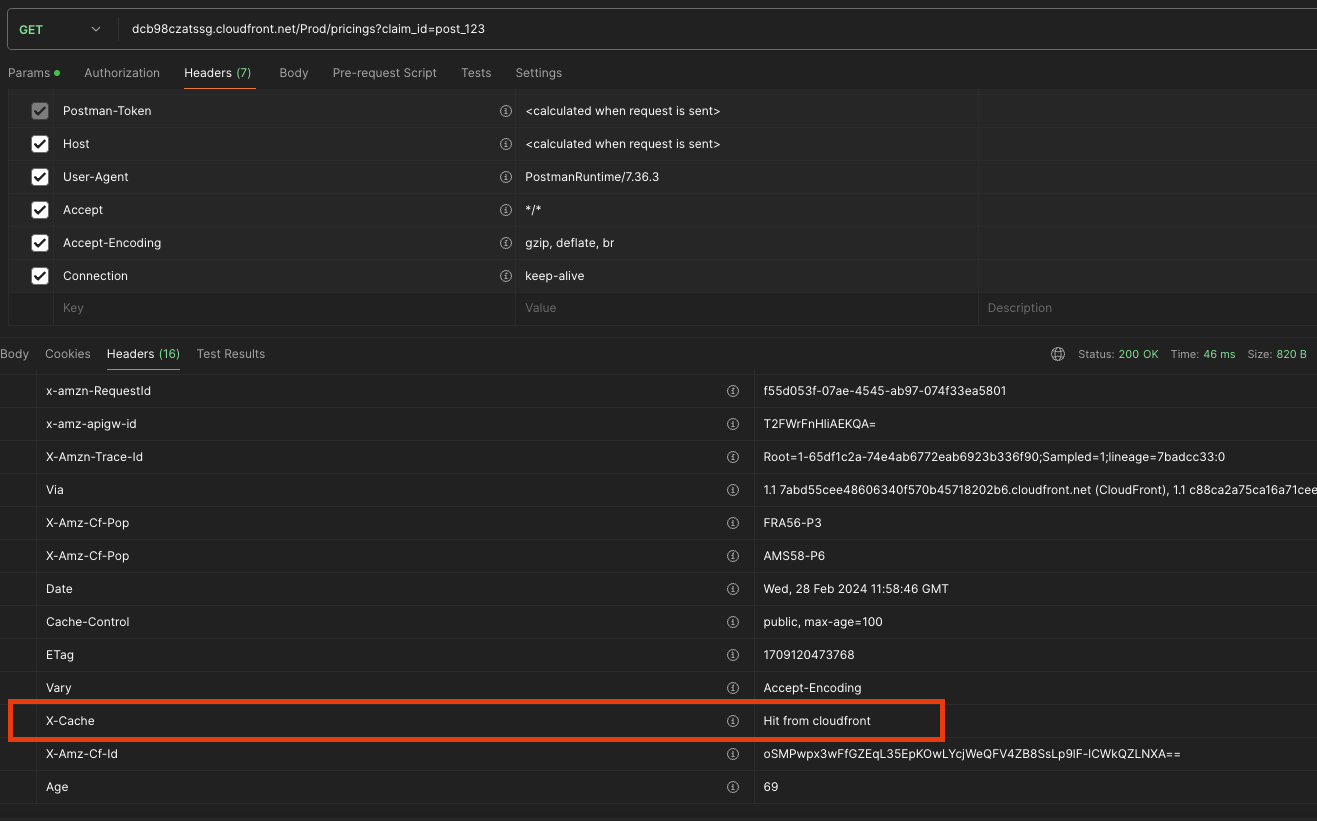 GET dcb98czatssg.cloudfront.net/Prod/pricings?claim_id=post_123
Params Authorization Headers (7) Body Pre-request Script Tests Settings
Postman-Token <calculated when request is sent>
Host <calculated when request is sent>
User-Agent PostmanRuntime/7.36.3
Accept */*
Accept-Encoding gzip, deflate, br
Connection keep-alive
Key Value Description
Body Cookies Headers (16) Test Results Status: 200 OK Time: 46 ms Size: 820 B
x-amzn-RequestId f55d053f-07ae-4545-ab97-074f33ea5801
x-amz-apigw-id T2FWrFnHIiAEKQA=
X-Amzn-Trace-Id Root=1-65df1c2a-74e4ab6772eab6923b336f90;Sampled=1;lineage=7badcc33:0
Via 1.1 7abd55cee48606340f570b45718202b6.cloudfront.net (CloudFront), 1.1 c88ca2a75ca16a71cee
X-Amz-Cf-Pop FRA56-P3
X-Amz-Cf-Pop AMS58-P6
Date Wed, 28 Feb 2024 11:58:46 GMT
Cache-Control public, max-age=100
ETag 1709120473768
Vary Accept-Encoding
X-Cache Hit from cloudfront
X-Amz-Cf-Id oSMPwpx3wFfGZEqL35EpKOwLYcjWeQFV4ZB8SsLp9lF-ICWkQZLNXA==
Age 69